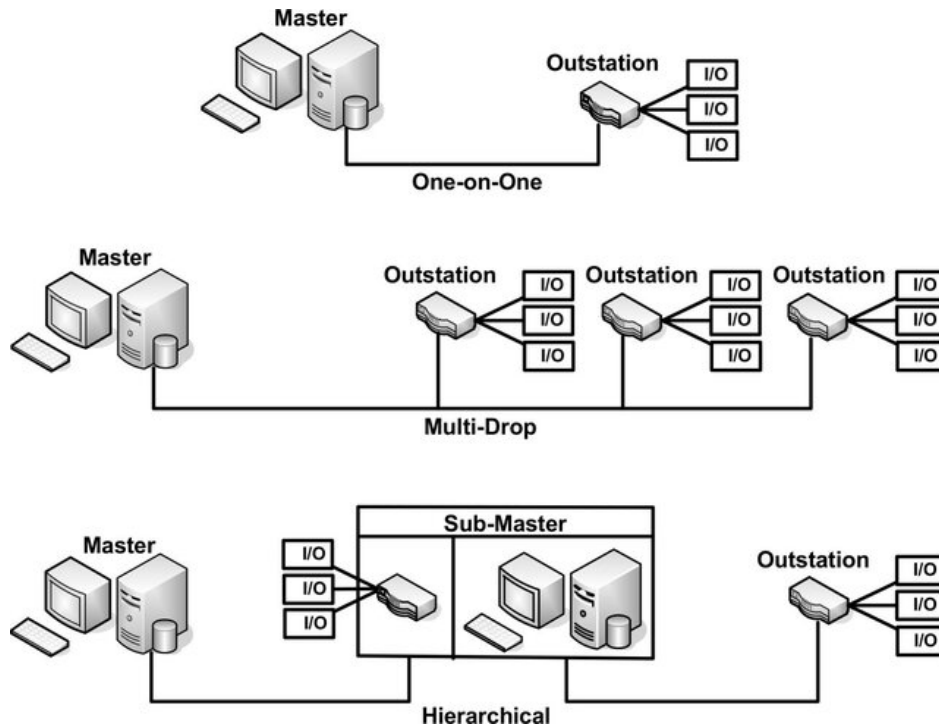 Master
Outstation
I/O
I/O
I/O
One-on-One
Master
Outstation
I/O
I/O
I/O
Outstation
I/O
I/O
I/O
Outstation
I/O
I/O
I/O
Multi-Drop
Master
I/O
I/O
I/O
Sub-Master
Outstation
I/O
I/O
I/O
Hierarchical